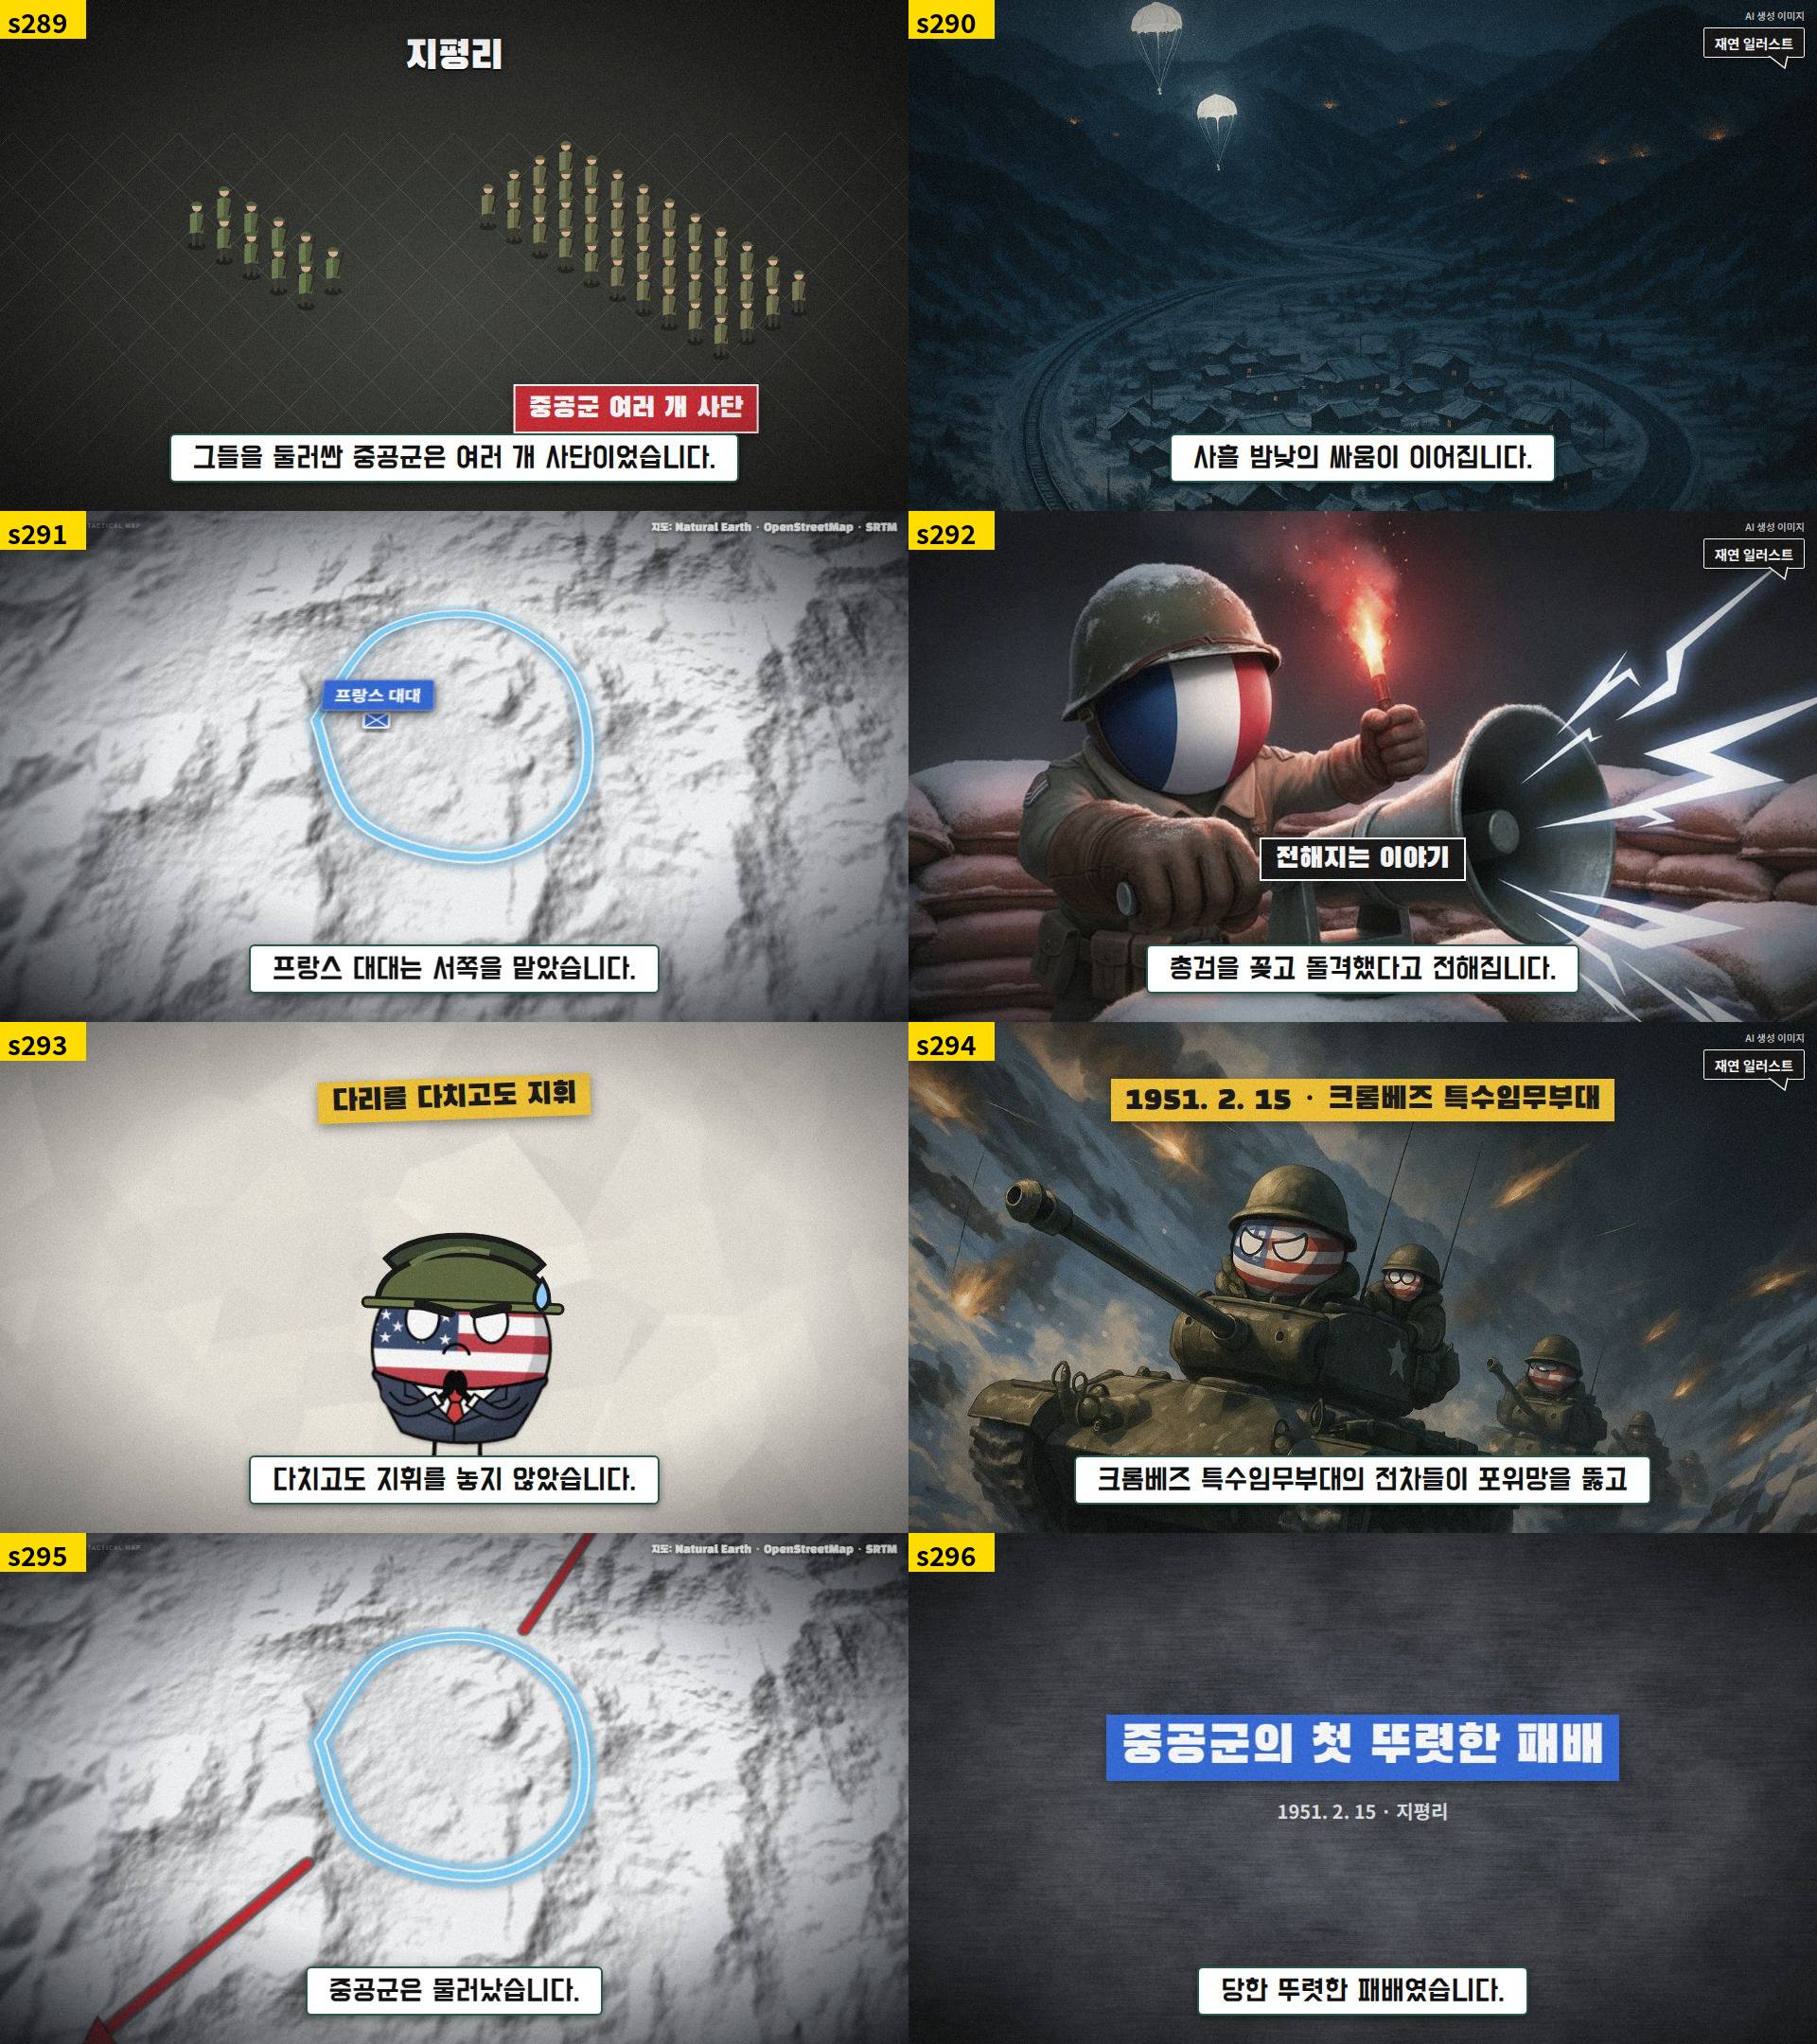 s289
지평리
중공군 여러 개 사단
그들을 둘러싼 중공군은 여러 개 사단이었습니다.
s290
AI 생성 이미지
재연 일러스트
사흘 밤낮의 싸움이 이어집니다.
s291
TACTICAL MAP
지도: Natural Earth · OpenStreetMap · SRTM
프랑스 대대
프랑스 대대는 서쪽을 맡았습니다.
s292
AI 생성 이미지
재연 일러스트
전해지는 이야기
총검을 꽂고 돌격했다고 전해집니다.
s293
다리를 다치고도 지휘
다치고도 지휘를 놓지 않았습니다.
s294
AI 생성 이미지
재연 일러스트
1951. 2. 15 · 크롬베즈 특수임무부대
크롬베즈 특수임무부대의 전차들이 포위망을 뚫고
s295
TACTICAL MAP
지도: Natural Earth · OpenStreetMap · SRTM
중공군은 물러났습니다.
s296
중공군의 첫 뚜렷한 패배
1951. 2. 15 · 지평리
당한 뚜렷한 패배였습니다.